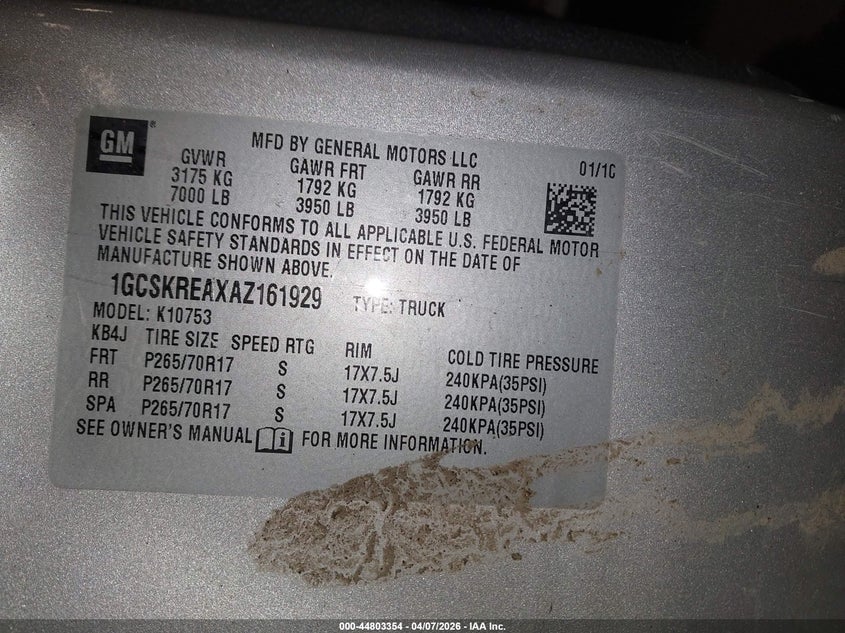 GM
MFD BY GENERAL MOTORS LLC 01/10
GVWR GAWR FRT GAWR RR
3175 KG 1792 KG 1792 KG
7000 LB 3950 LB 3950 LB
THIS VEHICLE CONFORMS TO ALL APPLICABLE U.S. FEDERAL MOTOR
VEHICLE SAFETY STANDARDS IN EFFECT ON THE DATE OF
MANUFACTURE SHOWN ABOVE.
1GCSKREAXAZ161929 TYPE: TRUCK
MODEL: K10753
KB4J TIRE SIZE SPEED RTG RIM COLD TIRE PRESSURE
FRT P265/70R17 S 17X7.5J 240KPA(35PSI)
RR P265/70R17 S 17X7.5J 240KPA(35PSI)
SPA P265/70R17 S 17X7.5J 240KPA(35PSI)
SEE OWNER'S MANUAL FOR MORE INFORMATION.
000-44803354 - 04/07/2026 - IAA Inc.